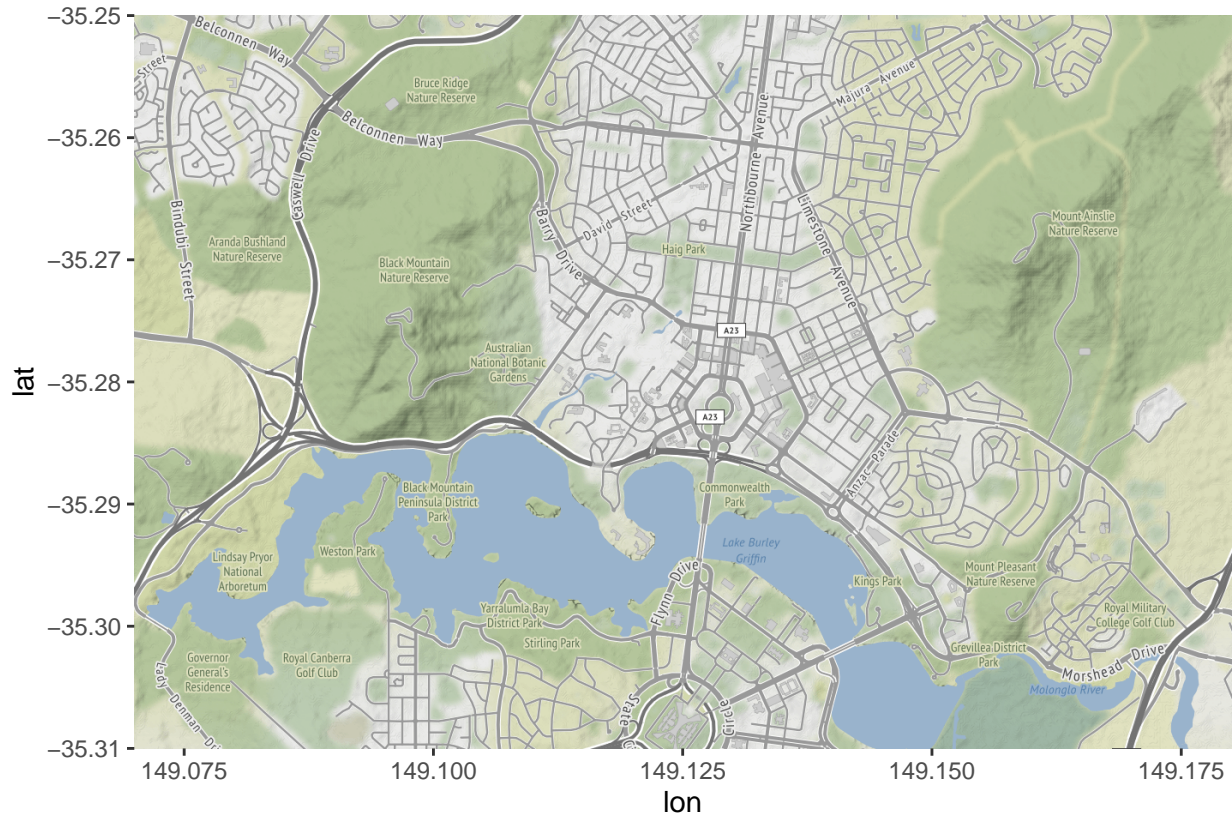 −35.25
−35.26
−35.27
−35.28
−35.29
−35.30
−35.31
lat
149.075
149.100
149.125
149.150
149.175
lon
Belconnen Way
Street
Bruce Ridge
Nature Reserve
Belconnen Way
Caswell Drive
Bindubi Street
Aranda Bushland
Nature Reserve
Black Mountain
Nature Reserve
Barry Drive
David Street
Haig Park
Northbourne Avenue
Majura Avenue
Limestone Avenue
Mount Ainslie
Nature Reserve
A23
Australian
National Botanic
Gardens
A23
Anzac Parade
Black Mountain
Peninsula District
Park
Commonwealth
Park
Lake Burley
Griffin
Lindsay Pryor
National
Arboretum
Weston Park
Kings Park
Mount Pleasant
Nature Reserve
Yarralumla Bay
District Park
Stirling Park
Flynn Drive
Royal Military
College Golf Club
Grevillea District
Park
Morshead Drive
Molonglo River
Governor
General's
Residence
Royal Canberra
Golf Club
Lady Denman Dri
State Ci
Circle